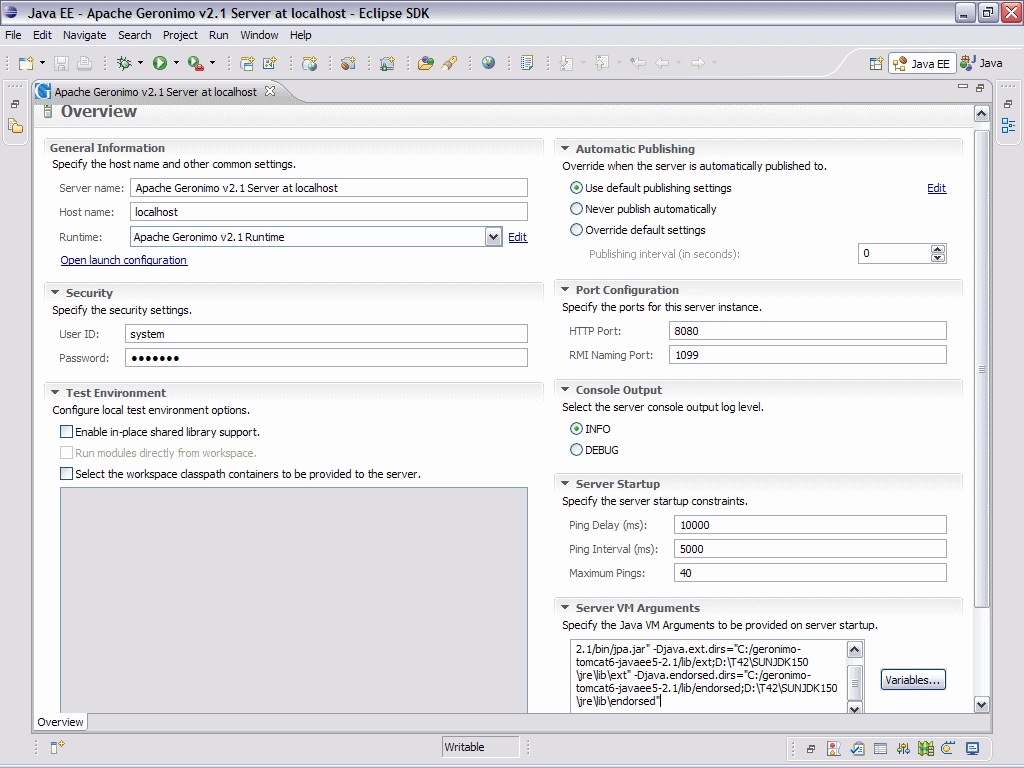 Java EE - Apache Geronimo v2.1 Server at localhost - Eclipse SDK
File Edit Navigate Search Project Run Window Help
Java EE Java
Apache Geronimo v2.1 Server at localhost
Overview
General Information
Specify the host name and other common settings.
Server name: Apache Geronimo v2.1 Server at localhost
Host name: localhost
Runtime: Apache Geronimo v2.1 Runtime Edit
Open launch configuration
Security
Specify the security settings.
User ID: system
Password: •••••••
Test Environment
Configure local test environment options.
Enable in-place shared library support.
Run modules directly from workspace.
Select the workspace classpath containers to be provided to the server.
Automatic Publishing
Override when the server is automatically published to.
Use default publishing settings Edit
Never publish automatically
Override default settings
Publishing interval (in seconds): 0
Port Configuration
Specify the ports for this server instance.
HTTP Port: 8080
RMI Naming Port: 1099
Console Output
Select the server console output log level.
INFO
DEBUG
Server Startup
Specify the server startup constraints.
Ping Delay (ms): 10000
Ping Interval (ms): 5000
Maximum Pings: 40
Server VM Arguments
Specify the Java VM Arguments to be provided on server startup.
2.1/bin/jpa.jar" -Djava.ext.dirs="C:/geronimo-
tomcat6-javaee5-2.1/lib/ext;D:\T42\SUNJDK150
\jre\lib\ext" -Djava.endorsed.dirs="C:/geronimo-
tomcat6-javaee5-2.1/lib/endorsed;D:\T42\SUNJDK150
\jre\lib\endorsed"
Variables...
Overview
Writable